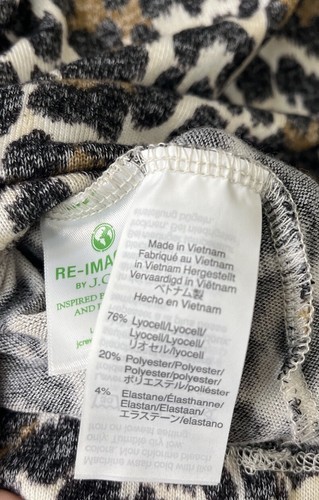 RE-IMA
BY J.C
INSPIRED
AND
jcrew
Made in Vietnam
Fabriqué au Vietnam
in Vietnam Hergestellt
Vervaardigd in Vietnam
ベトナム製
Hecho en Vietnam
76% Lyocell/Lyocell/
Lyocell/Lyocell/
リオセル/lyocell
20% Polyester/Polyester/
Polyester/polyester/
ポリエステル/poliéster
4% Elastane/Élasthanne/
Elastan/Elastaan/
エラステーン/elastano